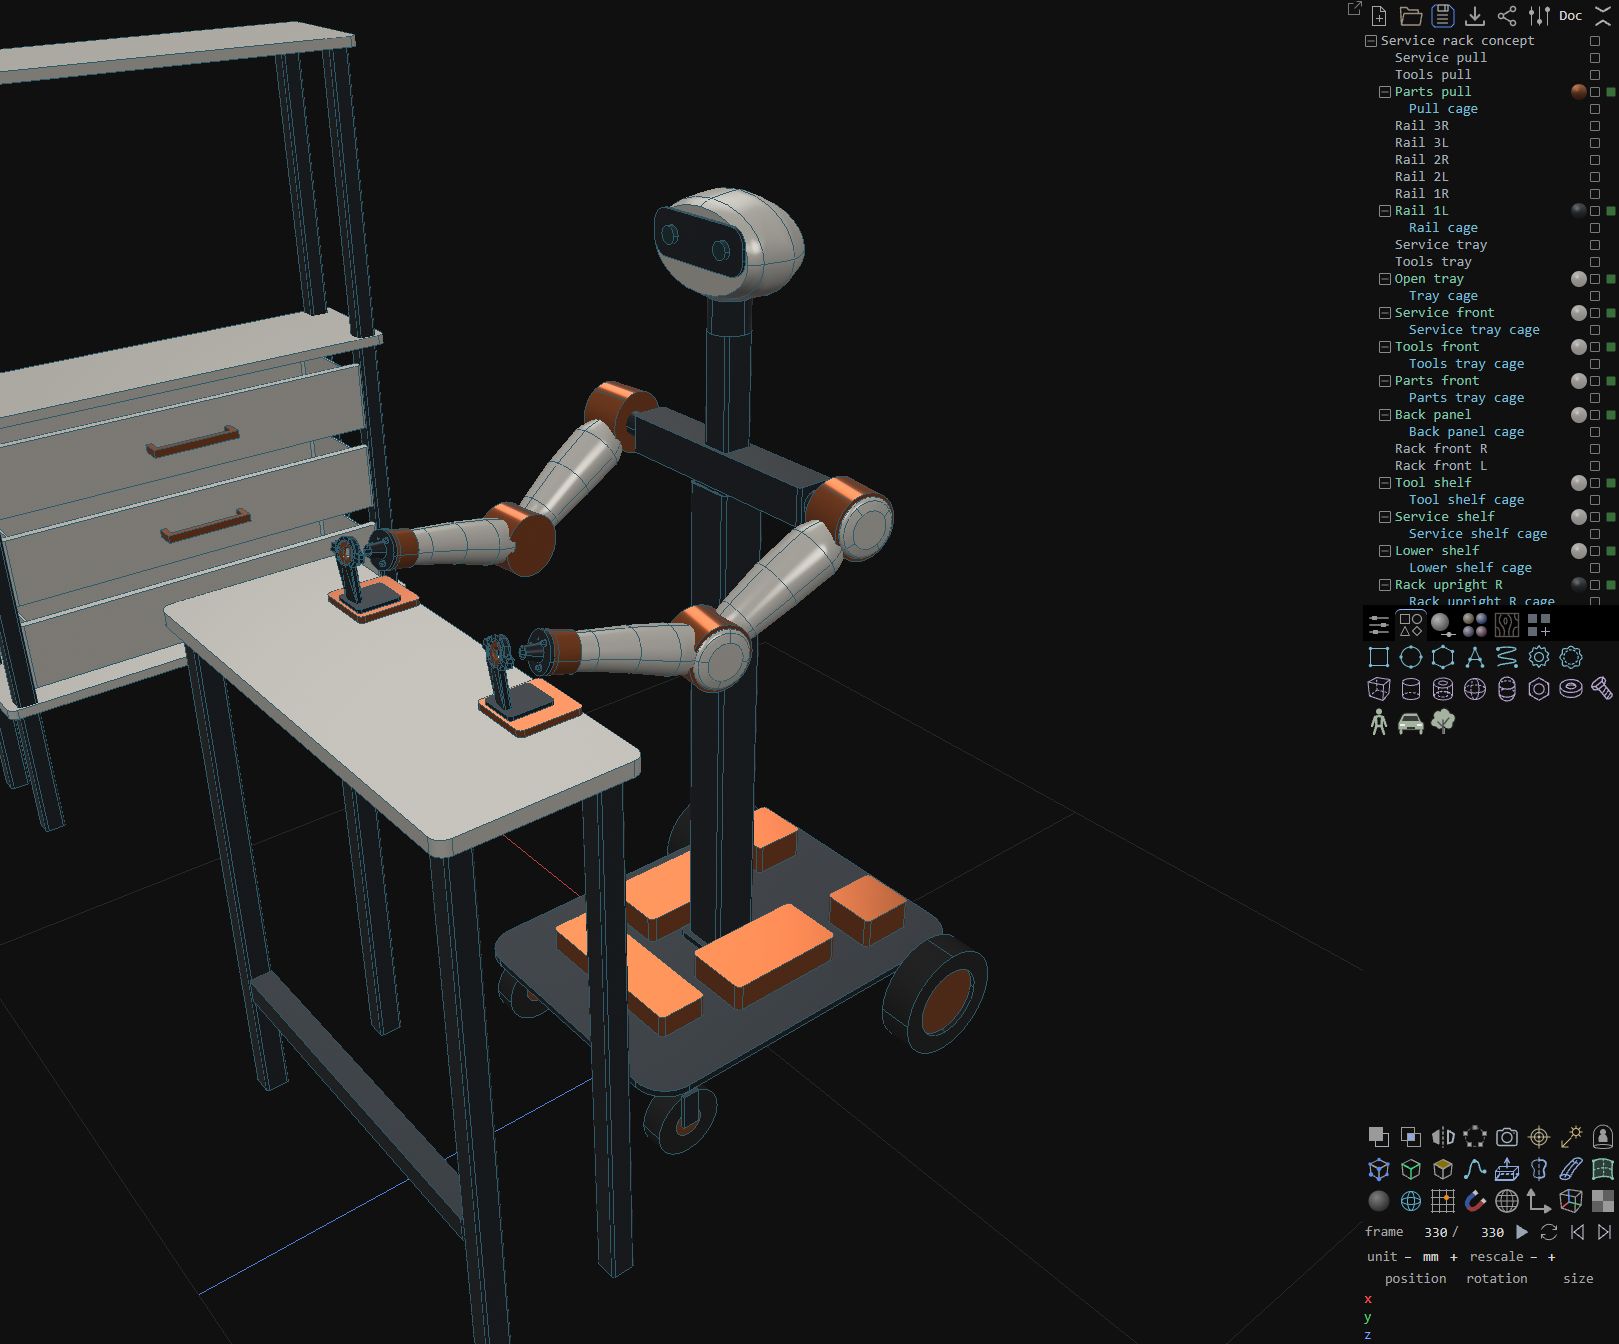 Doc
Service rack concept
Service pull
Tools pull
Parts pull
Pull cage
Rail 3R
Rail 3L
Rail 2R
Rail 2L
Rail 1R
Rail 1L
Rail cage
Service tray
Tools tray
Open tray
Tray cage
Service front
Service tray cage
Tools front
Tools tray cage
Parts front
Parts tray cage
Back panel
Back panel cage
Rack front R
Rack front L
Tool shelf
Tool shelf cage
Service shelf
Service shelf cage
Lower shelf
Lower shelf cage
Rack upright R
Rack upright R cage
frame 330 / 330
unit - mm + rescale - +
position rotation size
x
y
z